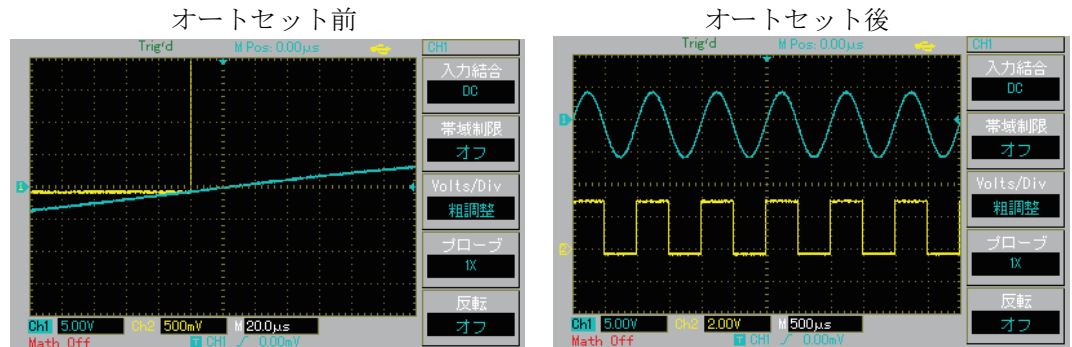 オートセット前
Trig'd M Pos: 0.00μs CH1
入力結合
DC
帯域制限
オフ
Volts/Div
粗調整
プローブ
1X
反転
オフ
1
Ch1 5.00V Ch2 500mV M 20.0μs
Math Off T CH1 0.00mV
オートセット後
Trig'd M Pos: 0.00μs CH1
入力結合
DC
帯域制限
オフ
Volts/Div
粗調整
プローブ
1X
反転
オフ
1
2
Ch1 5.00V Ch2 2.00V M 500μs
Math Off T CH1 0.00mV